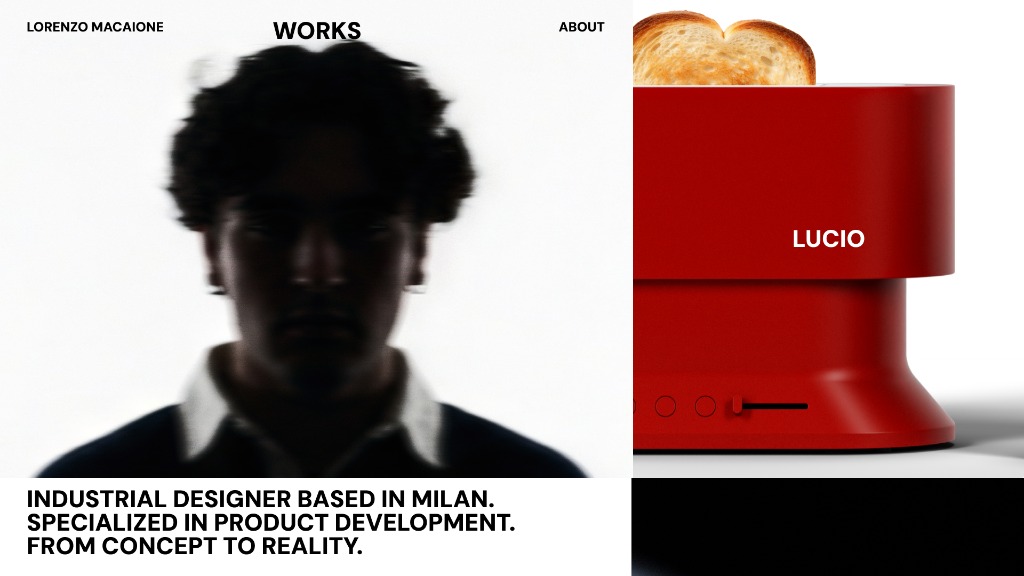 LORENZO MACAIONE
WORKS
ABOUT
LUCIO
INDUSTRIAL DESIGNER BASED IN MILAN.
SPECIALIZED IN PRODUCT DEVELOPMENT.
FROM CONCEPT TO REALITY.